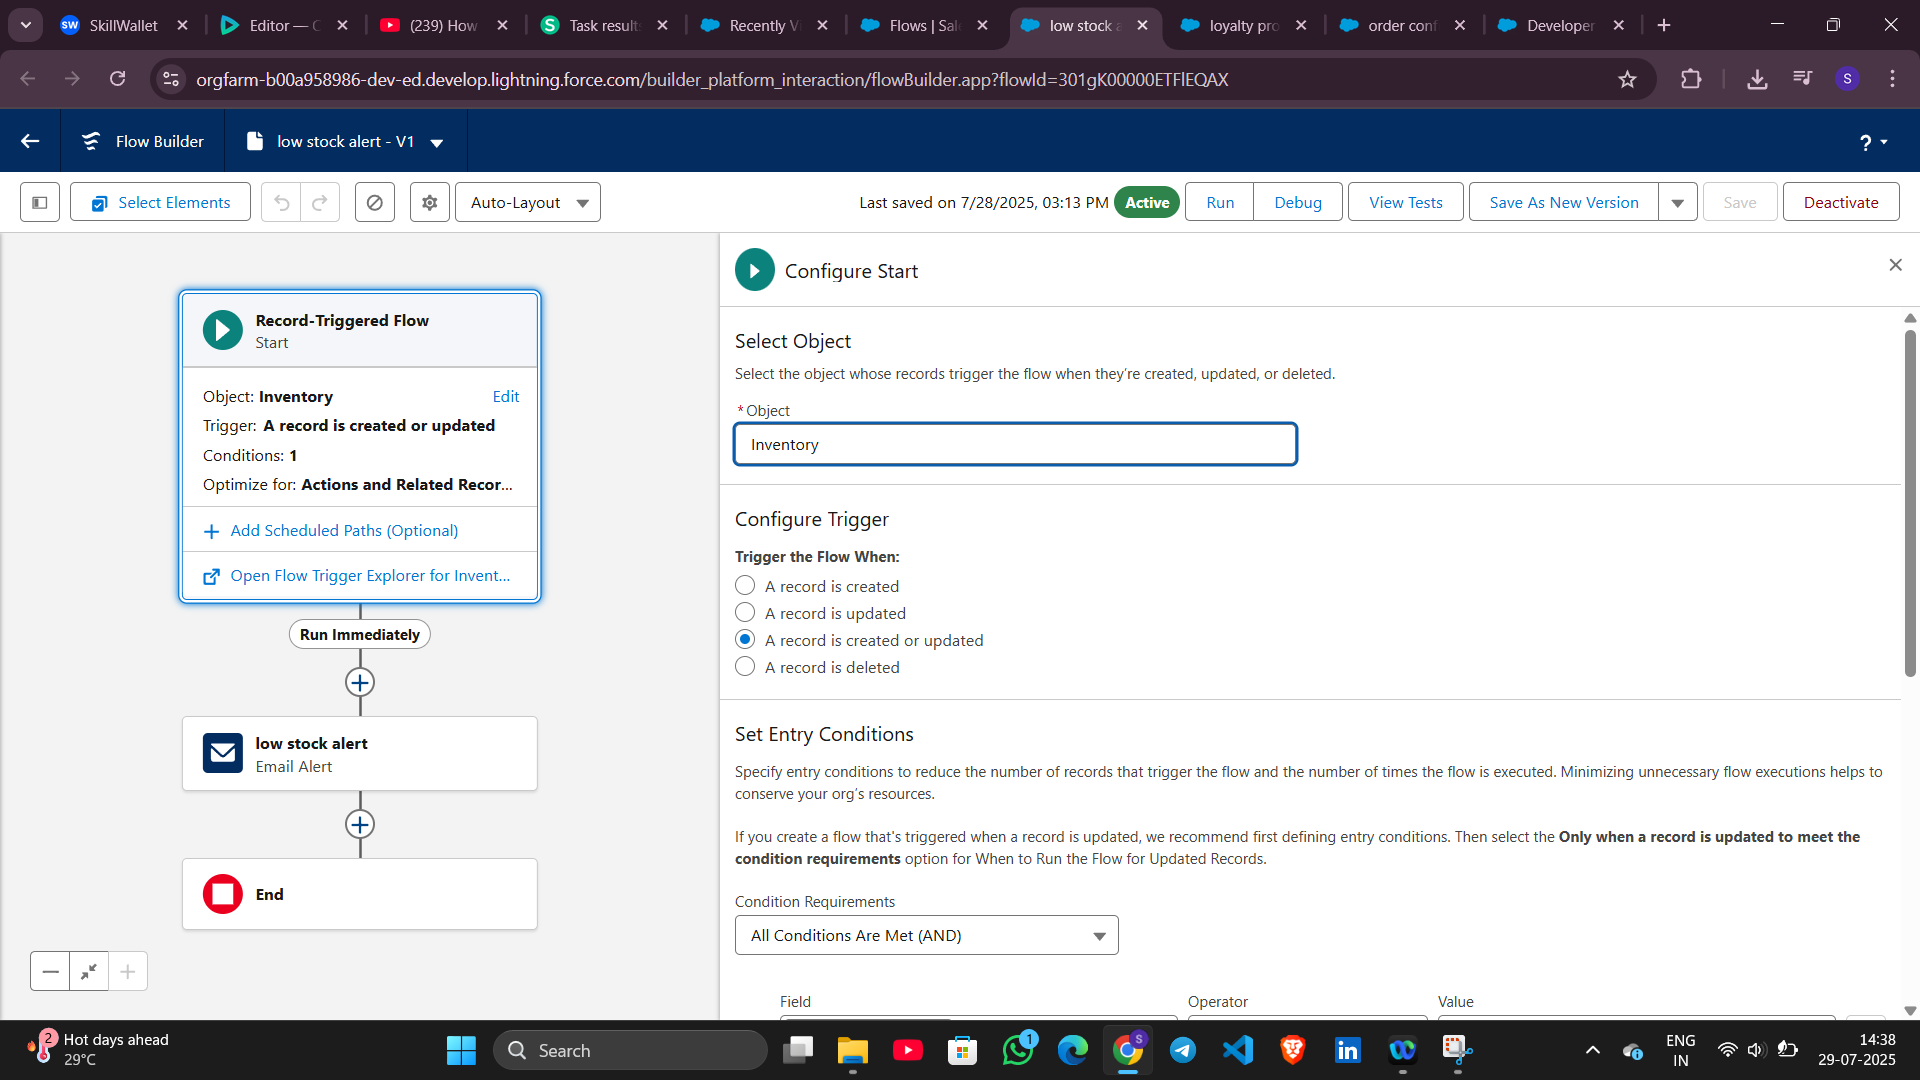 SkillWallet
Editor — C
(239) How
Task results
Recently Vi
Flows | Sale
low stock a
loyalty pro
order conf
Developer
orgfarm-b00a958986-dev-ed.develop.lightning.force.com/builder_platform_interaction/flowBuilder.app?flowId=301gK00000ETFlEQAX
S
Flow Builder
low stock alert - V1
?
Select Elements
Auto-Layout
Last saved on 7/28/2025, 03:13 PM
Active
Run
Debug
View Tests
Save As New Version
Save
Deactivate
Record-Triggered Flow
Start
Object: Inventory
Edit
Trigger: A record is created or updated
Conditions: 1
Optimize for: Actions and Related Recor...
Add Scheduled Paths (Optional)
Open Flow Trigger Explorer for Invent...
Run Immediately
low stock alert
Email Alert
End
Configure Start
Select Object
Select the object whose records trigger the flow when they're created, updated, or deleted.
*Object
Inventory
Configure Trigger
Trigger the Flow When:
A record is created
A record is updated
A record is created or updated
A record is deleted
Set Entry Conditions
Specify entry conditions to reduce the number of records that trigger the flow and the number of times the flow is executed. Minimizing unnecessary flow executions helps to
conserve your org's resources.
If you create a flow that's triggered when a record is updated, we recommend first defining entry conditions. Then select the Only when a record is updated to meet the
condition requirements option for When to Run the Flow for Updated Records.
Condition Requirements
All Conditions Are Met (AND)
Field
Operator
Value
2
Hot days ahead
29°C
Search
1
S
ENG
IN
14:38
29-07-2025